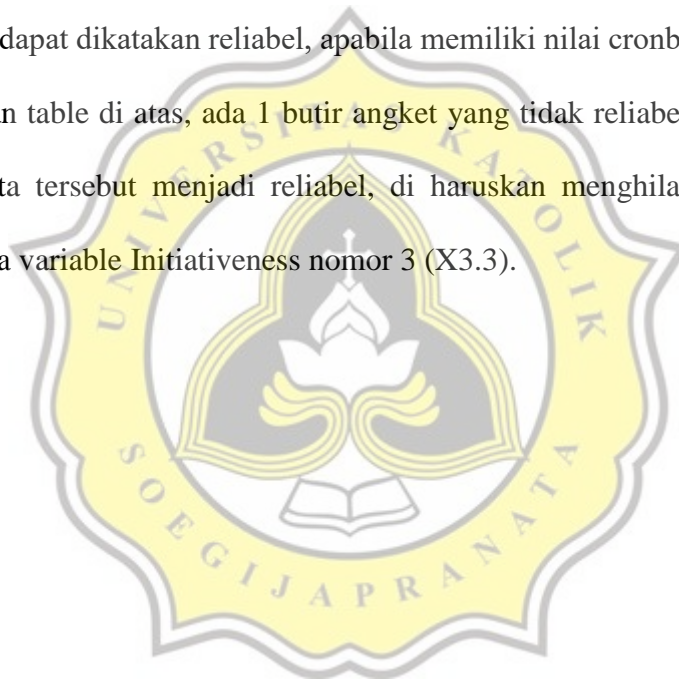 dapat dikatakan reliabel, apabila memiliki nilai cronb
an table di atas, ada 1 butir angket yang tidak reliabe
ta tersebut menjadi reliabel, di haruskan menghila
a variable Initiativeness nomor 3 (X3.3).
UNIVERSITAS KATOLIK
SOEGIJAPRANATA